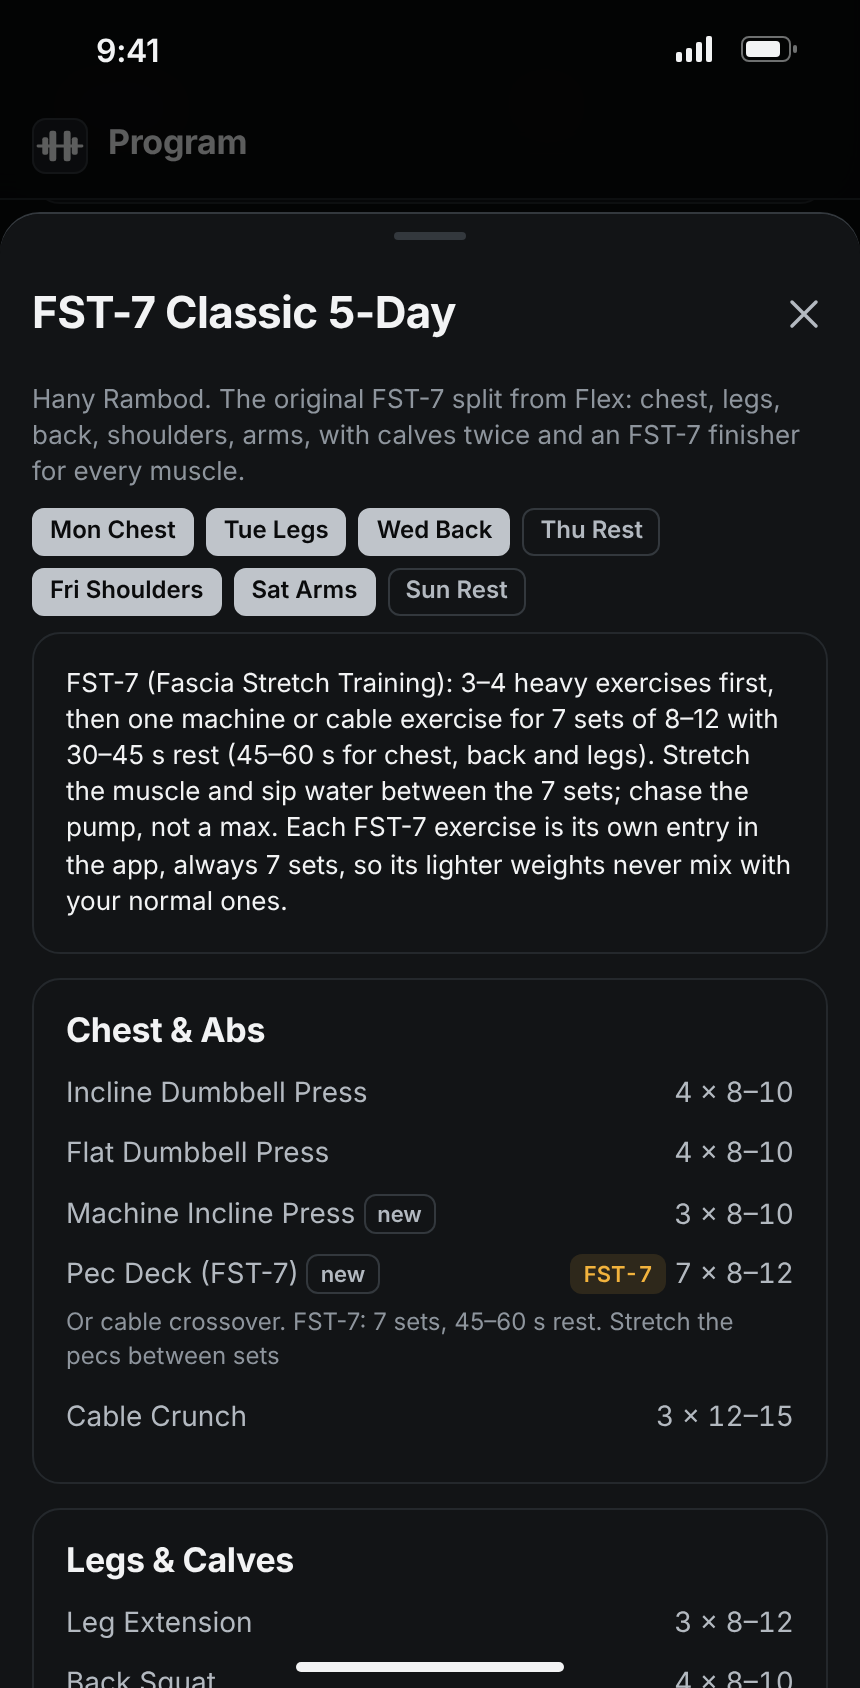 9:41
Program
FST-7 Classic 5-Day
Hany Rambod. The original FST-7 split from Flex: chest, legs,
back, shoulders, arms, with calves twice and an FST-7 finisher
for every muscle.
Mon Chest Tue Legs Wed Back Thu Rest
Fri Shoulders Sat Arms Sun Rest
FST-7 (Fascia Stretch Training): 3–4 heavy exercises first,
then one machine or cable exercise for 7 sets of 8–12 with
30–45 s rest (45–60 s for chest, back and legs). Stretch
the muscle and sip water between the 7 sets; chase the
pump, not a max. Each FST-7 exercise is its own entry in
the app, always 7 sets, so its lighter weights never mix with
your normal ones.
Chest & Abs
Incline Dumbbell Press 4 × 8–10
Flat Dumbbell Press 4 × 8–10
Machine Incline Press new 3 × 8–10
Pec Deck (FST-7) new FST-7 7 × 8–12
Or cable crossover. FST-7: 7 sets, 45–60 s rest. Stretch the
pecs between sets
Cable Crunch 3 × 12–15
Legs & Calves
Leg Extension 3 × 8–12
Back Squat 4 × 8–10